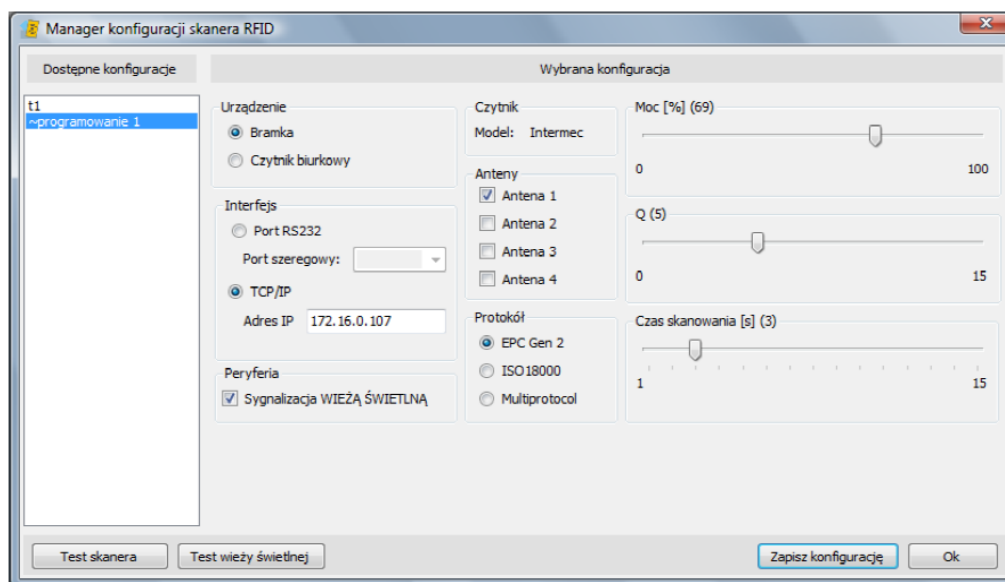 Manager konfiguracji skanera RFID
Dostępne konfiguracje
Wybrana konfiguracja
t1
~programowanie 1
Urządzenie
Bramka
Czytnik biurkowy
Interfejs
Port RS232
Port szeregowy:
TCP/IP
Adres IP 172.16.0.107
Peryferia
Sygnalizacja WIEŻĄ ŚWIETLNĄ
Czytnik
Model: Intermec
Anteny
Antena 1
Antena 2
Antena 3
Antena 4
Protokół
EPC Gen 2
ISO18000
Multiprotocol
Moc [%] (69)
0 100
Q (5)
0 15
Czas skanowania [s] (3)
1 15
Test skanera
Test wieży świetlnej
Zapisz konfigurację
Ok